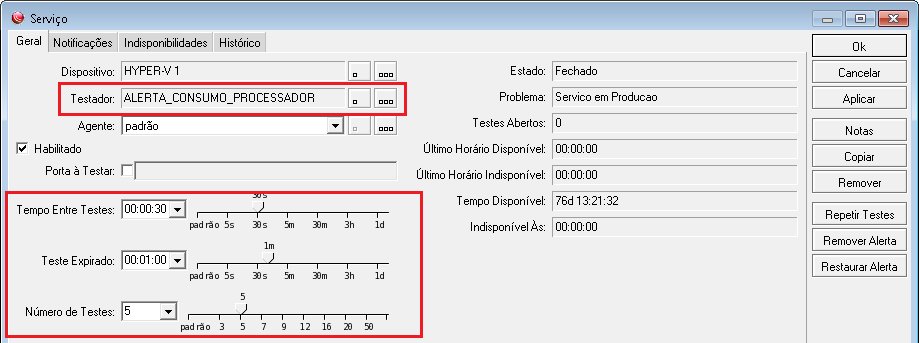 Serviço
Geral Notificações Indisponibilidades Histórico
Dispositivo: HYPER-V 1
Testador: ALERTA_CONSUMO_PROCESSADOR
Agente: padrão
Habilitado
Porta à Testar:
Tempo Entre Testes: 00:00:30
30s
padrão 5s 30s 5m 30m 3h 1d
Teste Expirado: 00:01:00
1m
padrão 5s 30s 5m 30m 3h 1d
Número de Testes: 5
5
padrão 3 5 7 9 12 16 20 50
Estado: Fechado
Problema: Servico em Producao
Testes Abertos: 0
Último Horário Disponível: 00:00:00
Último Horário Indisponível: 00:00:00
Tempo Disponível: 76d 13:21:32
Indisponível Às: 00:00:00
Ok
Cancelar
Aplicar
Notas
Copiar
Remover
Repetir Testes
Remover Alerta
Restaurar Alerta